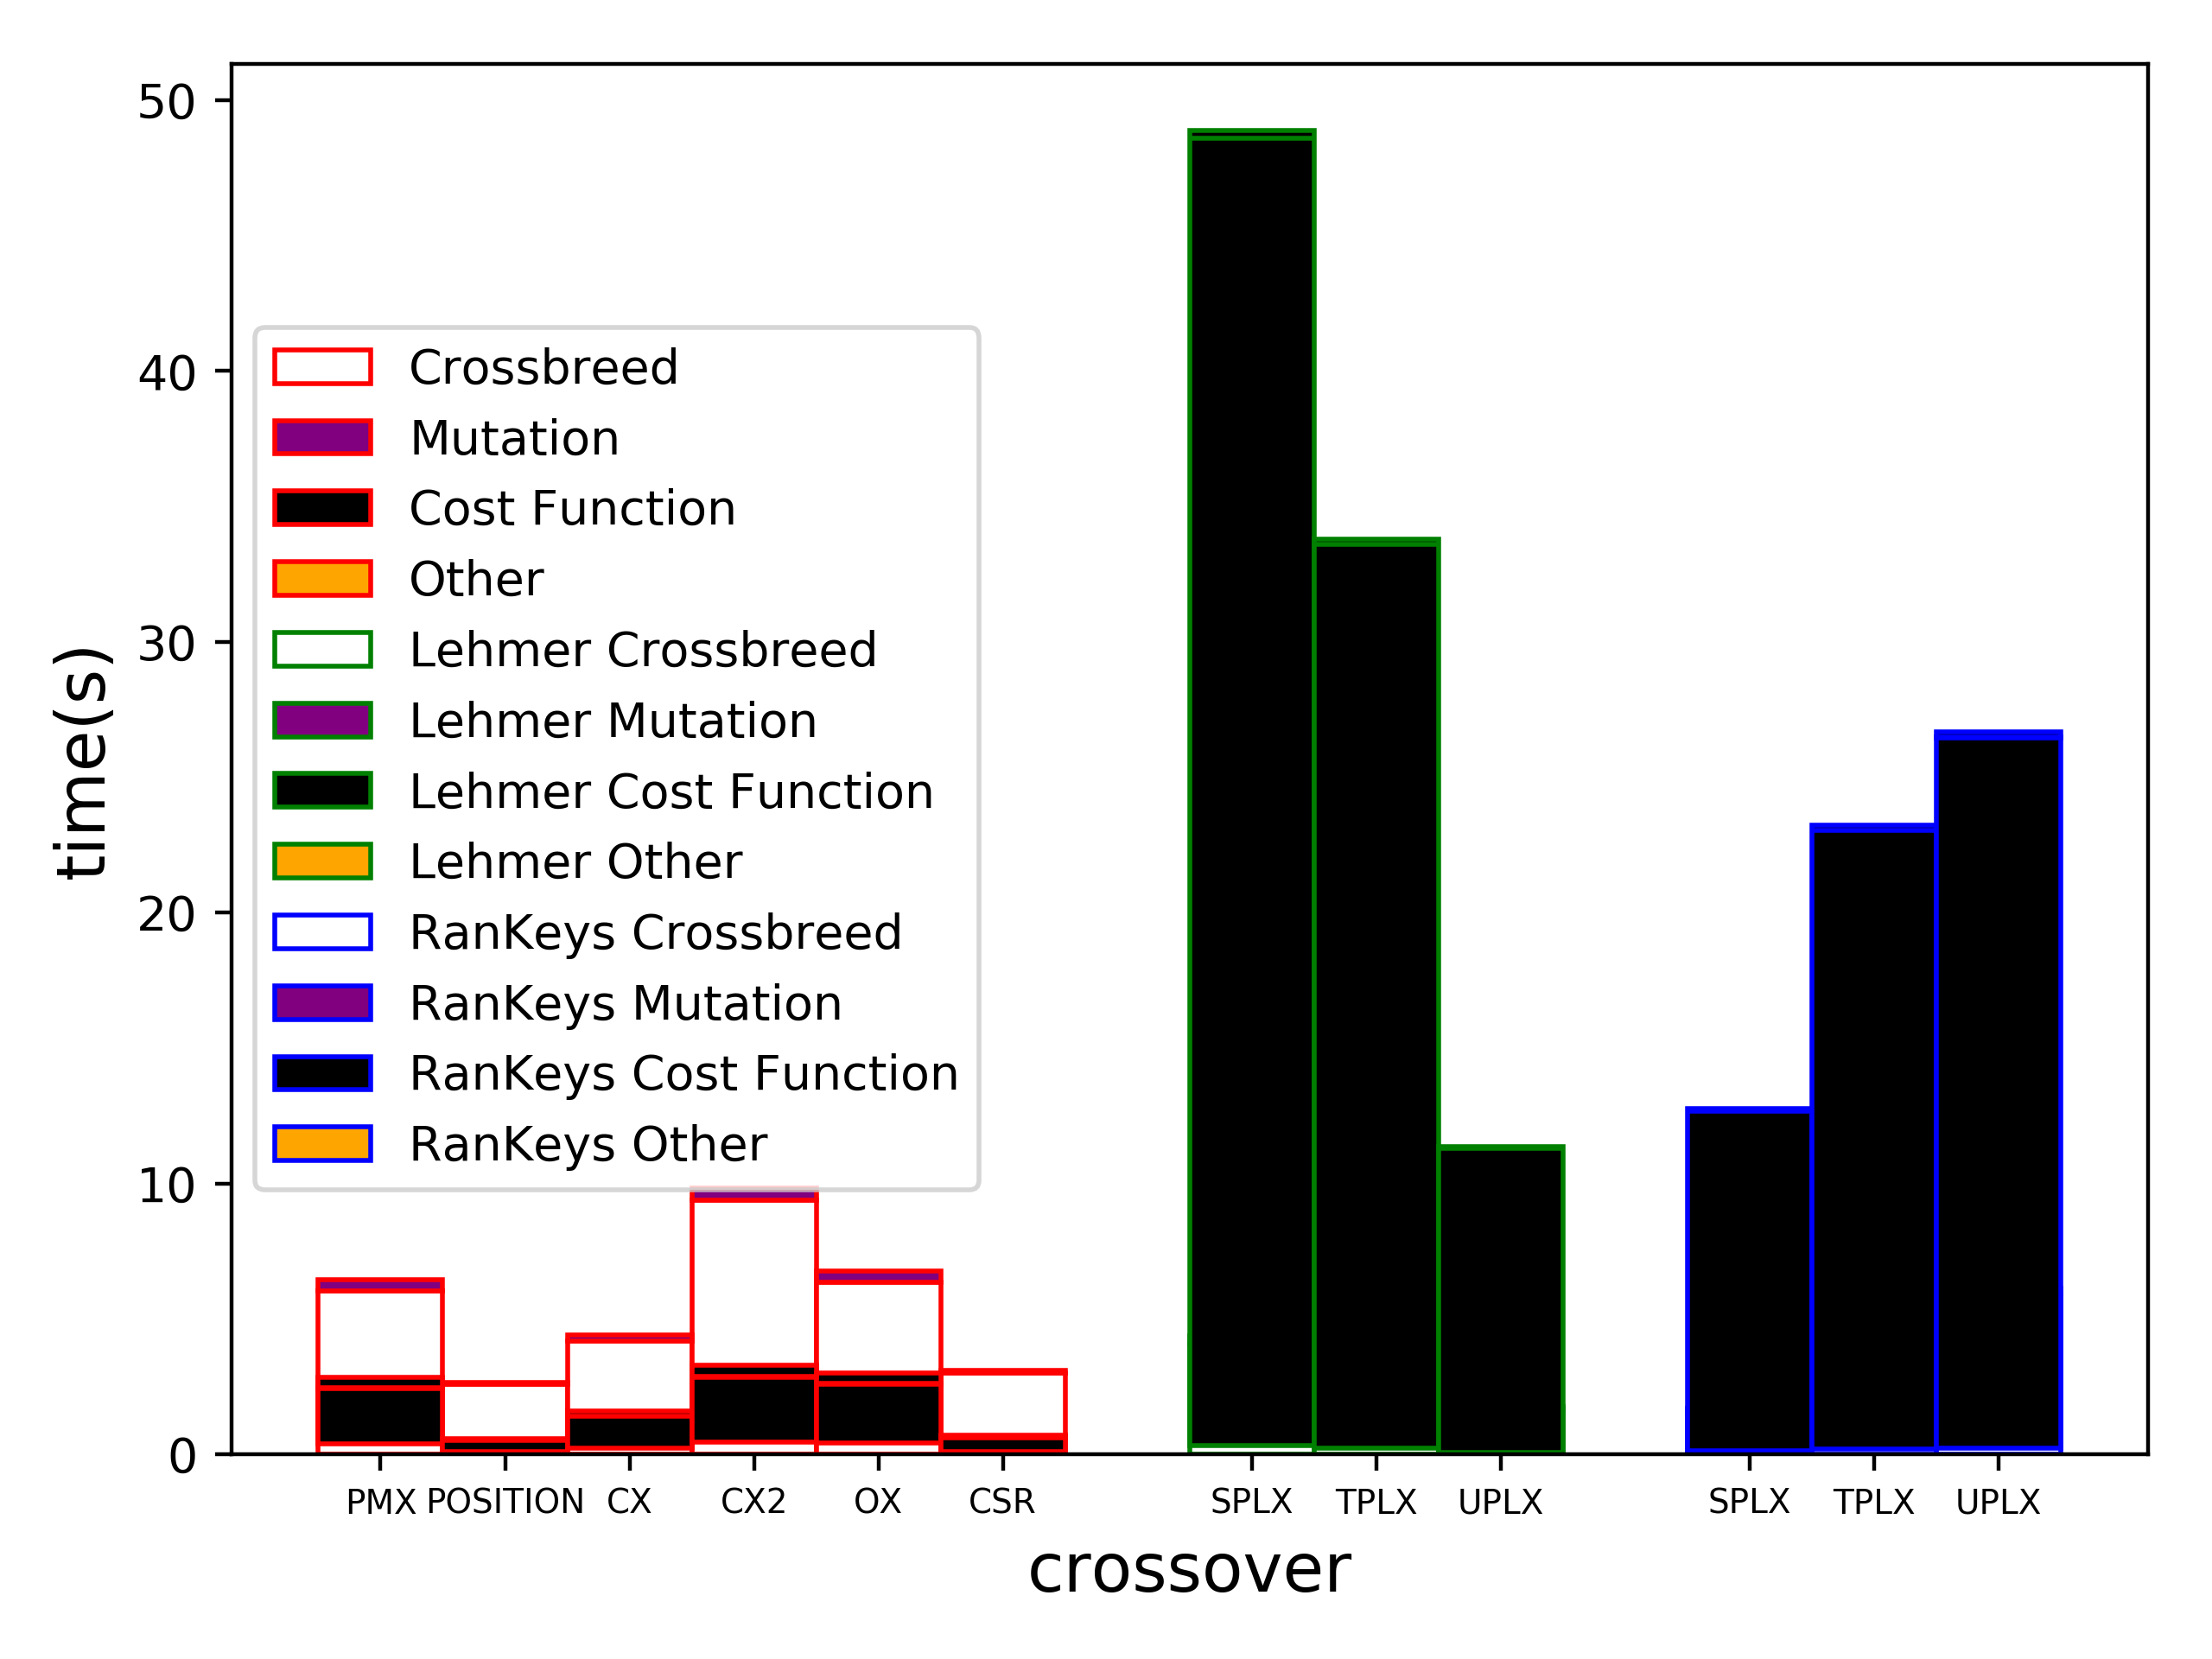 50
40
30
20
10
0
time(s)
Crossbreed
Mutation
Cost Function
Other
Lehmer Crossbreed
Lehmer Mutation
Lehmer Cost Function
Lehmer Other
RanKeys Crossbreed
RanKeys Mutation
RanKeys Cost Function
RanKeys Other
PMX POSITION CX CX2 OX CSR SPLX TPLX UPLX SPLX TPLX UPLX
crossover